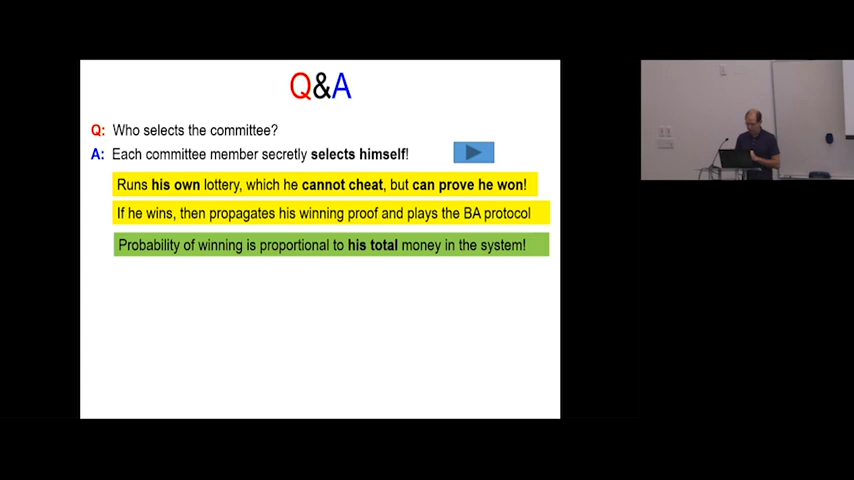 Q&A
Q: Who selects the committee?
A: Each committee member secretly selects himself!
Runs his own lottery, which he cannot cheat, but can prove he won!
If he wins, then propagates his winning proof and plays the BA protocol
Probability of winning is proportional to his total money in the system!